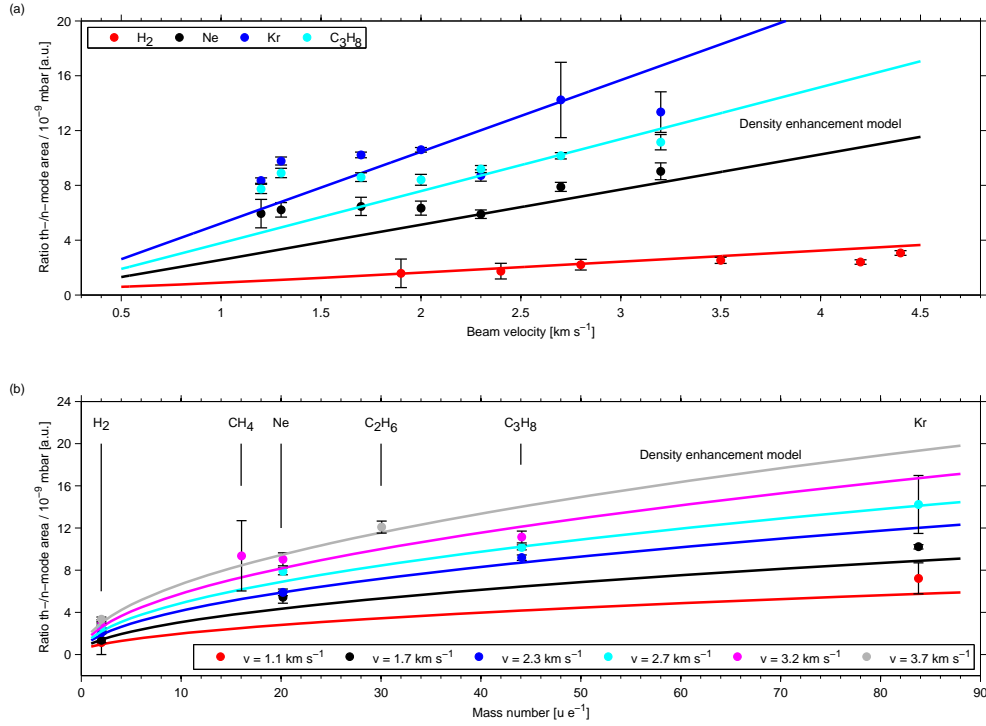 (a)
20
16
12
8
4
0
Ratio th−/n−mode area / 10⁻⁹ mbar [a.u.]
H₂ Ne Kr C₃H₈
Density enhancement model
0.5 1 1.5 2 2.5 3 3.5 4 4.5
Beam velocity [km s⁻¹]
(b)
24
20
16
12
8
4
0
Ratio th−/n−mode area / 10⁻⁹ mbar [a.u.]
H₂ CH₄ Ne C₂H₆ C₃H₈ Kr
Density enhancement model
v = 1.1 km s⁻¹ v = 1.7 km s⁻¹ v = 2.3 km s⁻¹ v = 2.7 km s⁻¹ v = 3.2 km s⁻¹ v = 3.7 km s⁻¹
0 10 20 30 40 50 60 70 80 90
Mass number [u e⁻¹]